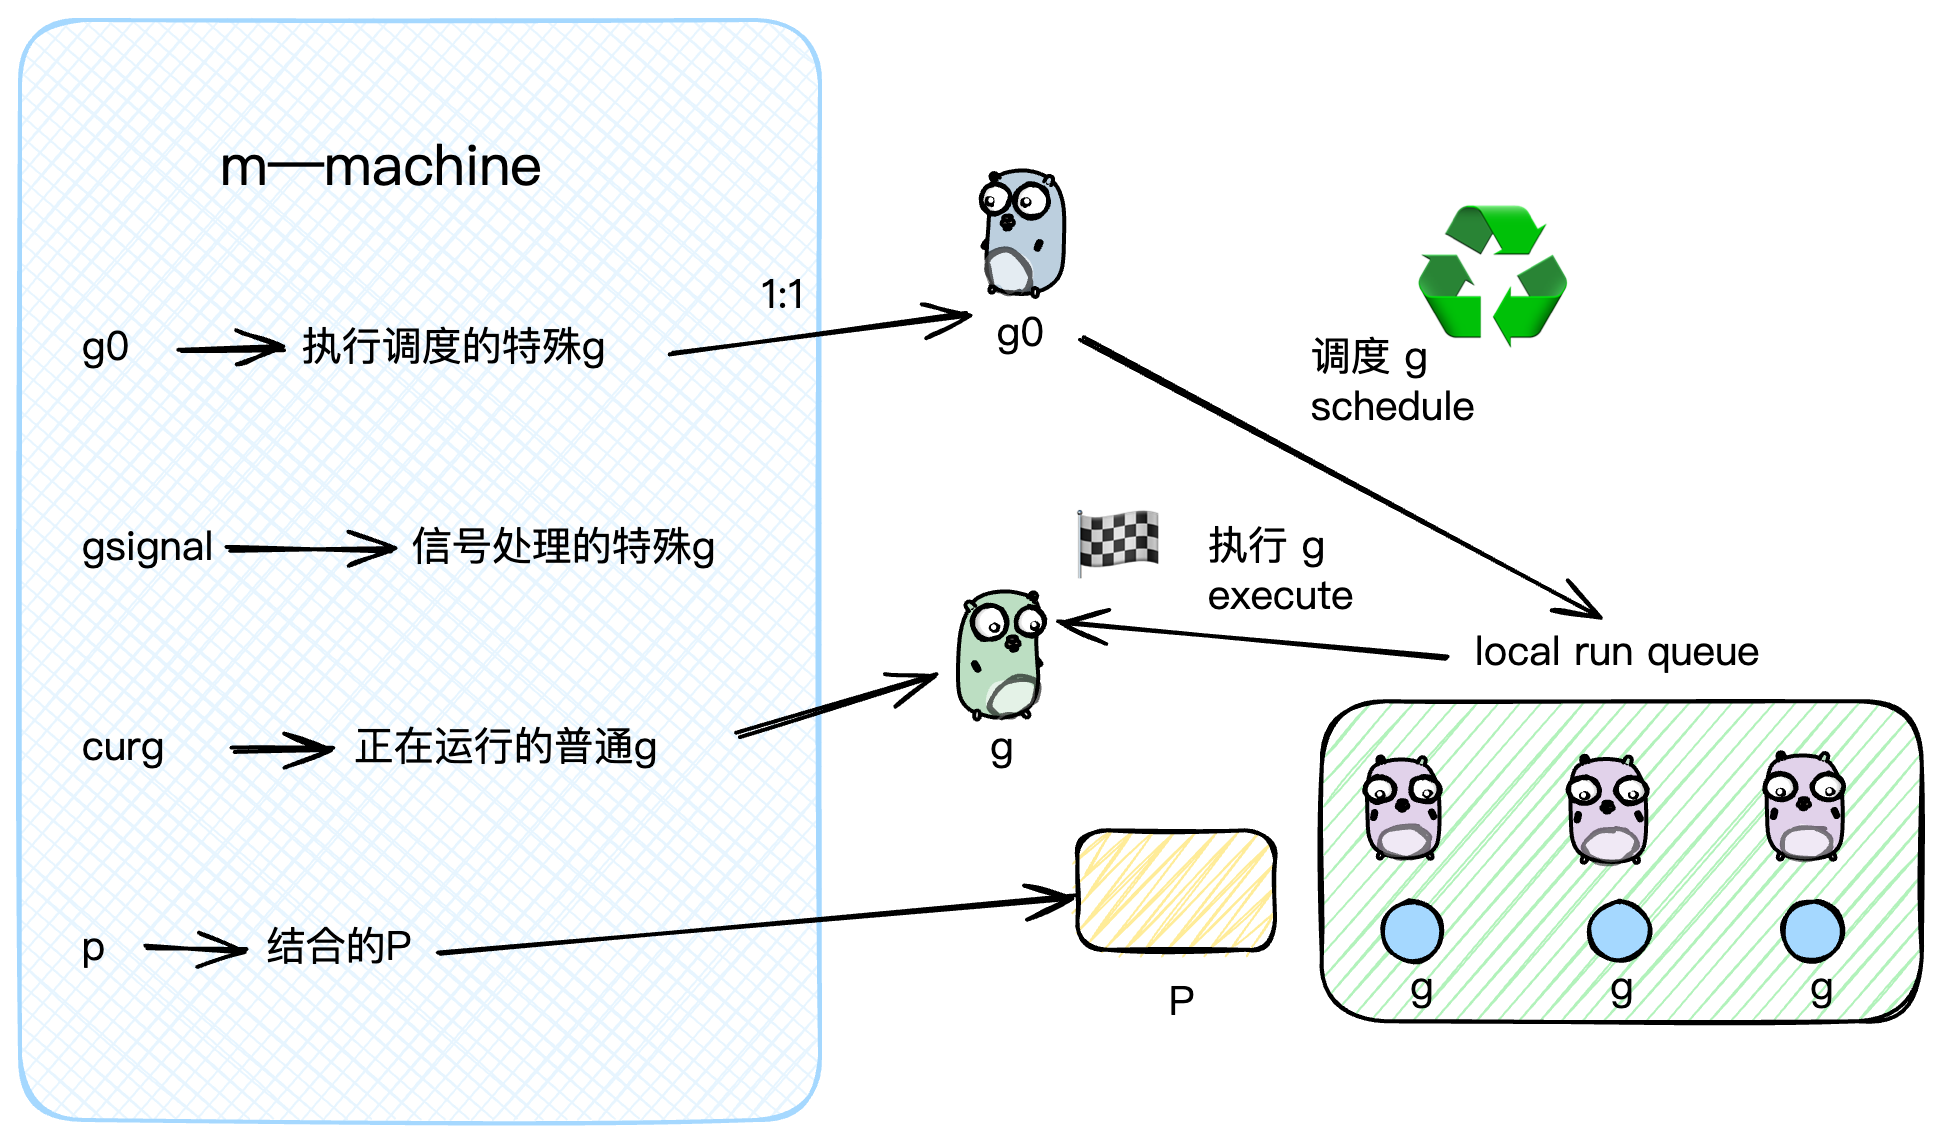 m—machine
1:1
g0
执行调度的特殊g
g0
调度 g
schedule
gsignal
信号处理的特殊g
执行 g
execute
local run queue
curg
正在运行的普通g
g
p
结合的P
P
g
g
g